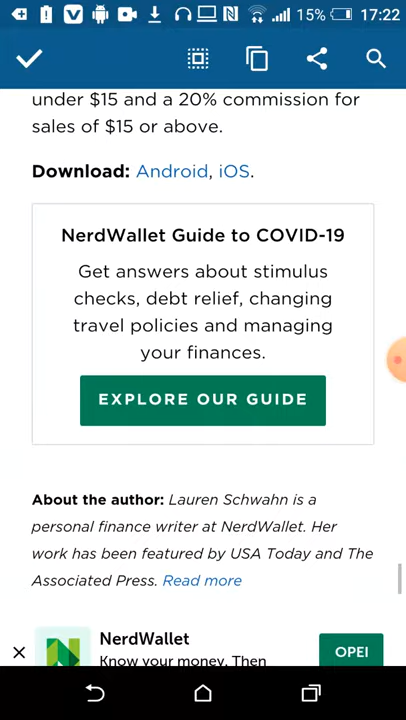 15% 17:22
under $15 and a 20% commission for
sales of $15 or above.
Download: Android, iOS.
NerdWallet Guide to COVID-19
Get answers about stimulus
checks, debt relief, changing
travel policies and managing
your finances.
EXPLORE OUR GUIDE
About the author: Lauren Schwahn is a
personal finance writer at NerdWallet. Her
work has been featured by USA Today and The
Associated Press. Read more
NerdWallet
Know your money. Then
OPEI